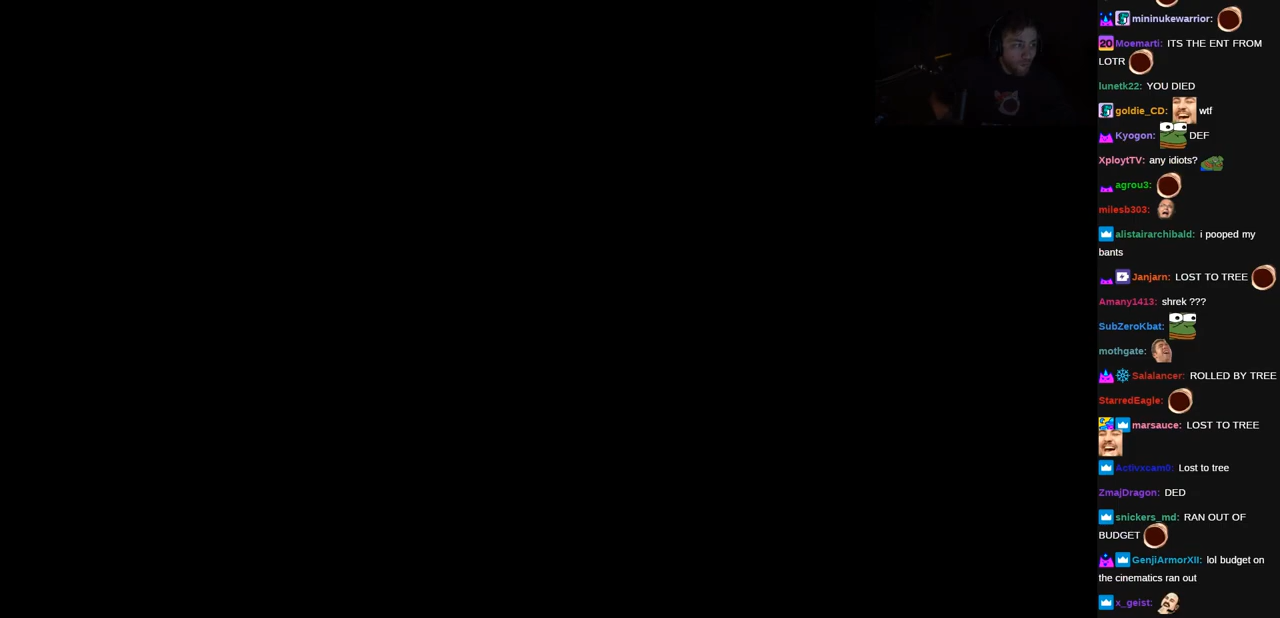 mininukewarrior:
20 Moemarti: ITS THE ENT FROM
LOTR
lunetk22: YOU DIED
goldie_CD: wtf
Kyogon: DEF
XploytTV: any idiots?
agrou3:
milesb303:
alistairarchibald: i pooped my
bants
Janjarn: LOST TO TREE
Amany1413: shrek ???
SubZeroKbat:
mothgate:
Salalancer: ROLLED BY TREE
StarredEagle:
marsauce: LOST TO TREE
Activxcam0: Lost to tree
ZmajDragon: DED
snickers_md: RAN OUT OF
BUDGET
GenjiArmorXII: lol budget on
the cinematics ran out
x_geist: